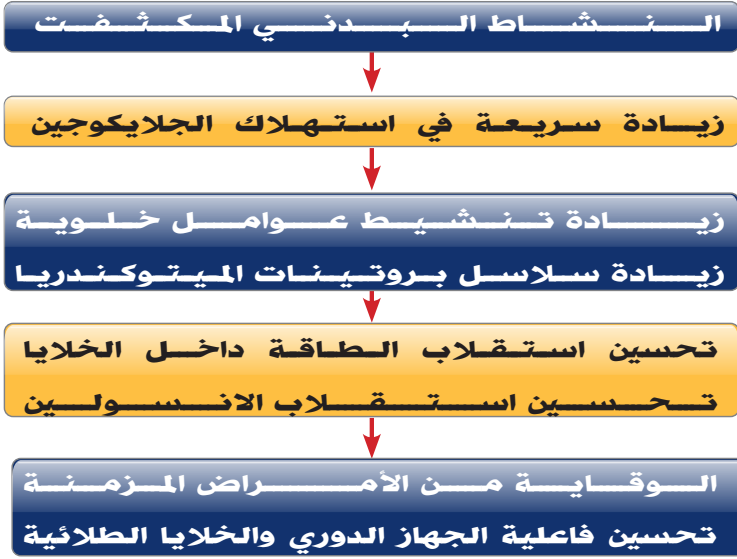 النشاط البدني المكثفت
زيادة سريعة في استهلاك الجلايكوجين
زيادة تنشيط عوامل خلوية
زيادة سلاسل بروتينات الميتوكندريا
تحسين استقلاب الطاقة داخل الخلايا
تحسين استقلاب الانسولين
الوقاية من الأمراض المزمنة
تحسين فاعلية الجهاز الدوري والخلايا الطلائية